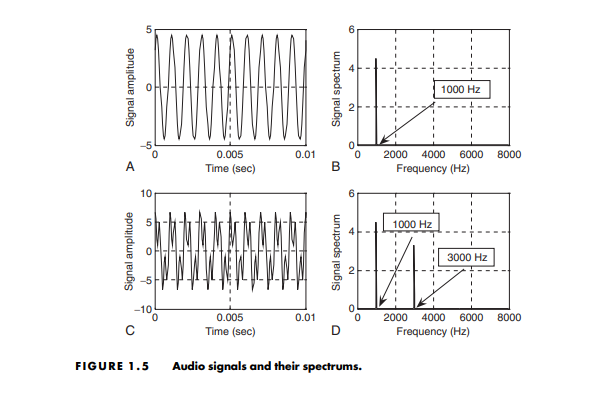 5
0
−5
Signal amplitude
0
0.005
0.01
A
Time (sec)
6
4
2
0
Signal spectrum
1000 Hz
0
2000
4000
6000
8000
B
Frequency (Hz)
10
5
0
−5
−10
Signal amplitude
0
0.005
0.01
C
Time (sec)
6
4
2
0
Signal spectrum
1000 Hz
3000 Hz
0
2000
4000
6000
8000
D
Frequency (Hz)
FIGURE 1.5 Audio signals and their spectrums.